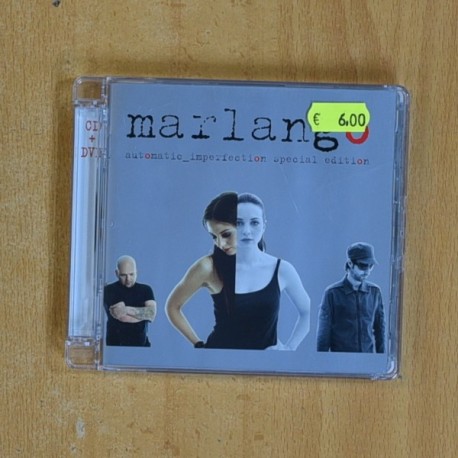 marlango
€ 6,00
automatic_imperfection special edition
CD
+
DVD